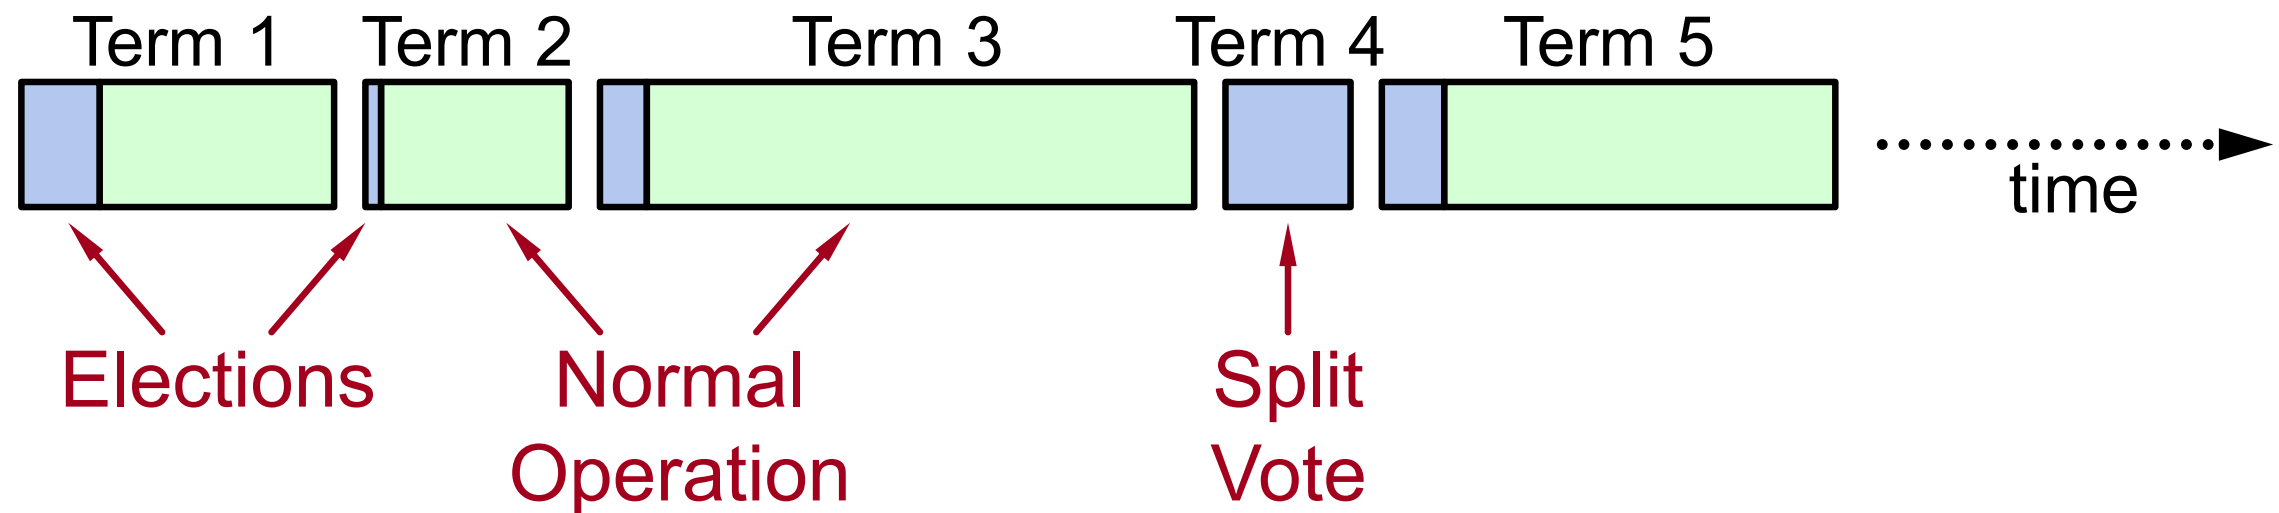 Term 1 Term 2 Term 3 Term 4 Term 5
time
Elections Normal Split
Operation Vote